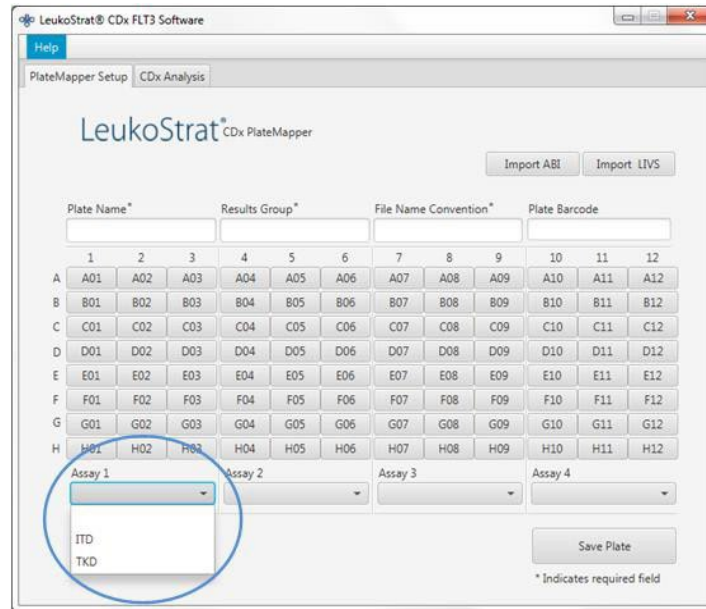 LeukoStrat® CDx FLT3 Software
Help
PlateMapper Setup CDx Analysis
LeukoStrat® CDx PlateMapper
Import ABI Import LIVS
Plate Name* Results Group* File Name Convention* Plate Barcode
1 2 3 4 5 6 7 8 9 10 11 12
A A01 A02 A03 A04 A05 A06 A07 A08 A09 A10 A11 A12
B B01 B02 B03 B04 B05 B06 B07 B08 B09 B10 B11 B12
C C01 C02 C03 C04 C05 C06 C07 C08 C09 C10 C11 C12
D D01 D02 D03 D04 D05 D06 D07 D08 D09 D10 D11 D12
E E01 E02 E03 E04 E05 E06 E07 E08 E09 E10 E11 E12
F F01 F02 F03 F04 F05 F06 F07 F08 F09 F10 F11 F12
G G01 G02 G03 G04 G05 G06 G07 G08 G09 G10 G11 G12
H H01 H02 H03 H04 H05 H06 H07 H08 H09 H10 H11 H12
Assay 1 Assay 2 Assay 3 Assay 4
ITD
TKD
Save Plate
* Indicates required field